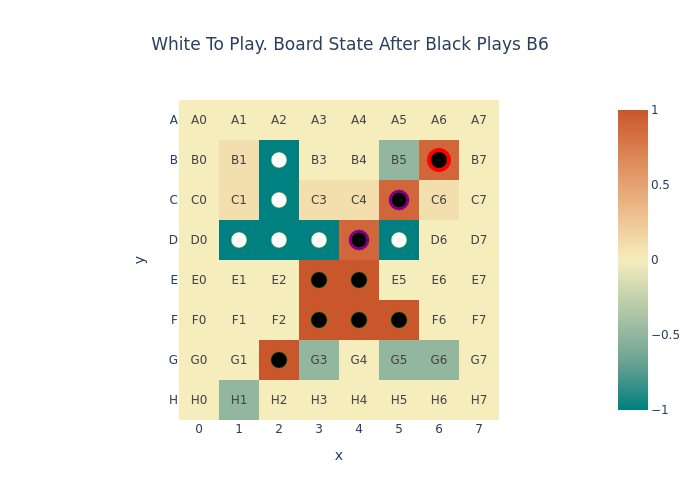 White To Play. Board State After Black Plays B6
A A0 A1 A2 A3 A4 A5 A6 A7
B B0 B1 B3 B4 B5 B7
C C0 C1 C3 C4 C6 C7
D D0 D6 D7
E E0 E1 E2 E5 E6 E7
F F0 F1 F2 F6 F7
G G0 G1 G3 G4 G5 G6 G7
H H0 H1 H2 H3 H4 H5 H6 H7
0 1 2 3 4 5 6 7
x
y
1
0.5
0
−0.5
−1